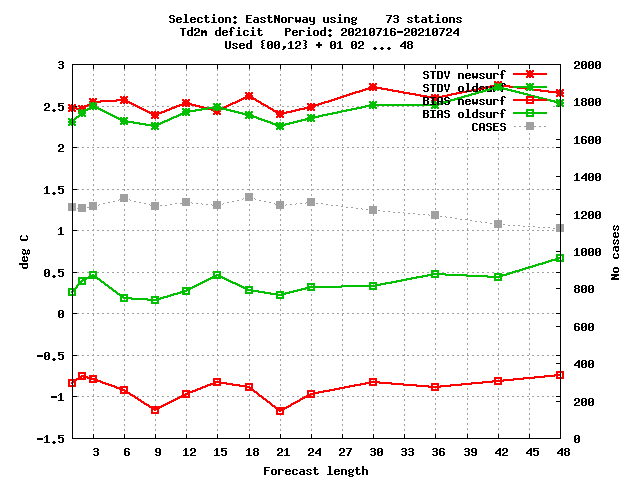 Selection: EastNorway using    73 stations
Td2m deficit   Period: 20210716-20210724
Used {00,12} + 01 02 ... 48
STDV newsurf
STDV oldsurf
BIAS newsurf
BIAS oldsurf
CASES
3
2.5
2
1.5
1
0.5
0
-0.5
-1
-1.5
deg C
2000
1800
1600
1400
1200
1000
800
600
400
200
0
No cases
3 6 9 12 15 18 21 24 27 30 33 36 39 42 45 48
Forecast length